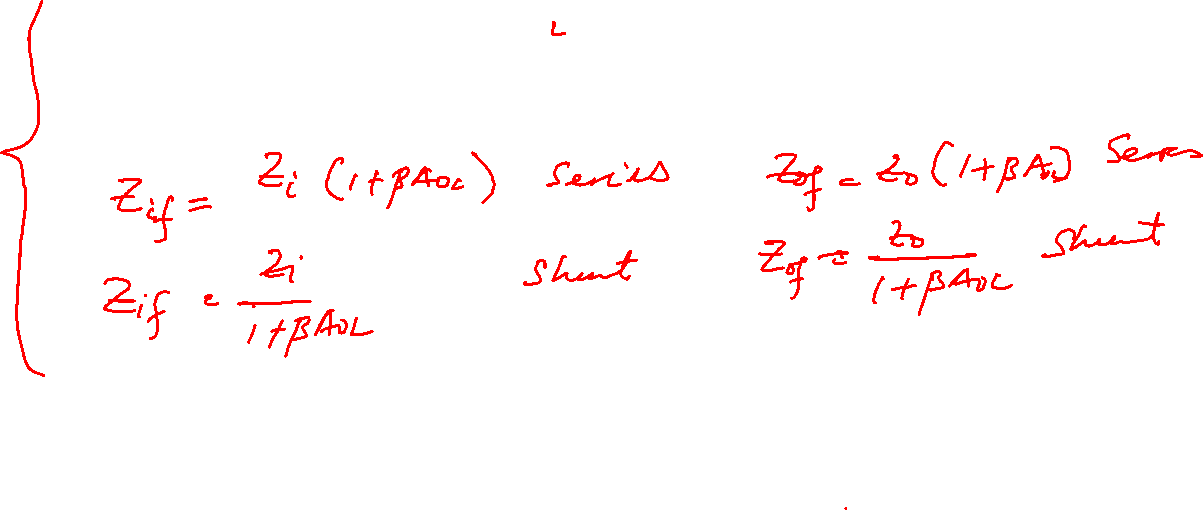 L
Zif = Zi (1+βAOL) Series Zof = Zo (1+βAOL) Series
Zif = Zi / 1+βAOL Shunt Zof = Zo / 1+βAOL Shunt